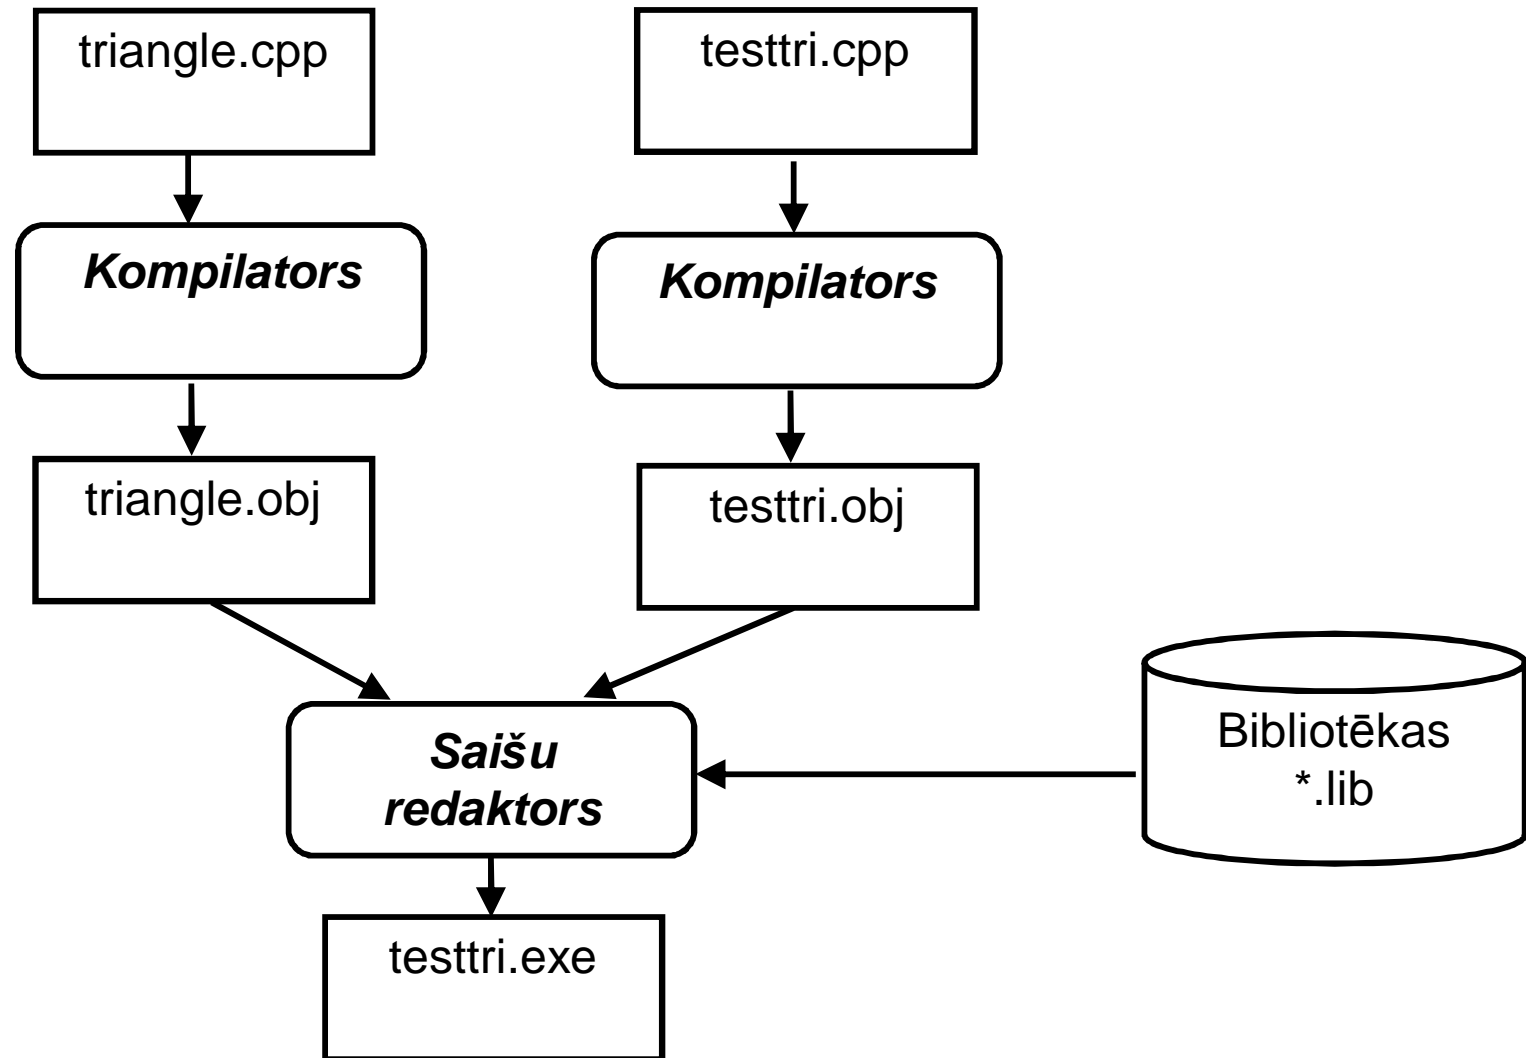 triangle.cpp
testtri.cpp
Kompilators
Kompilators
triangle.obj
testtri.obj
Saišu
redaktors
Bibliotēkas
*.lib
testtri.exe